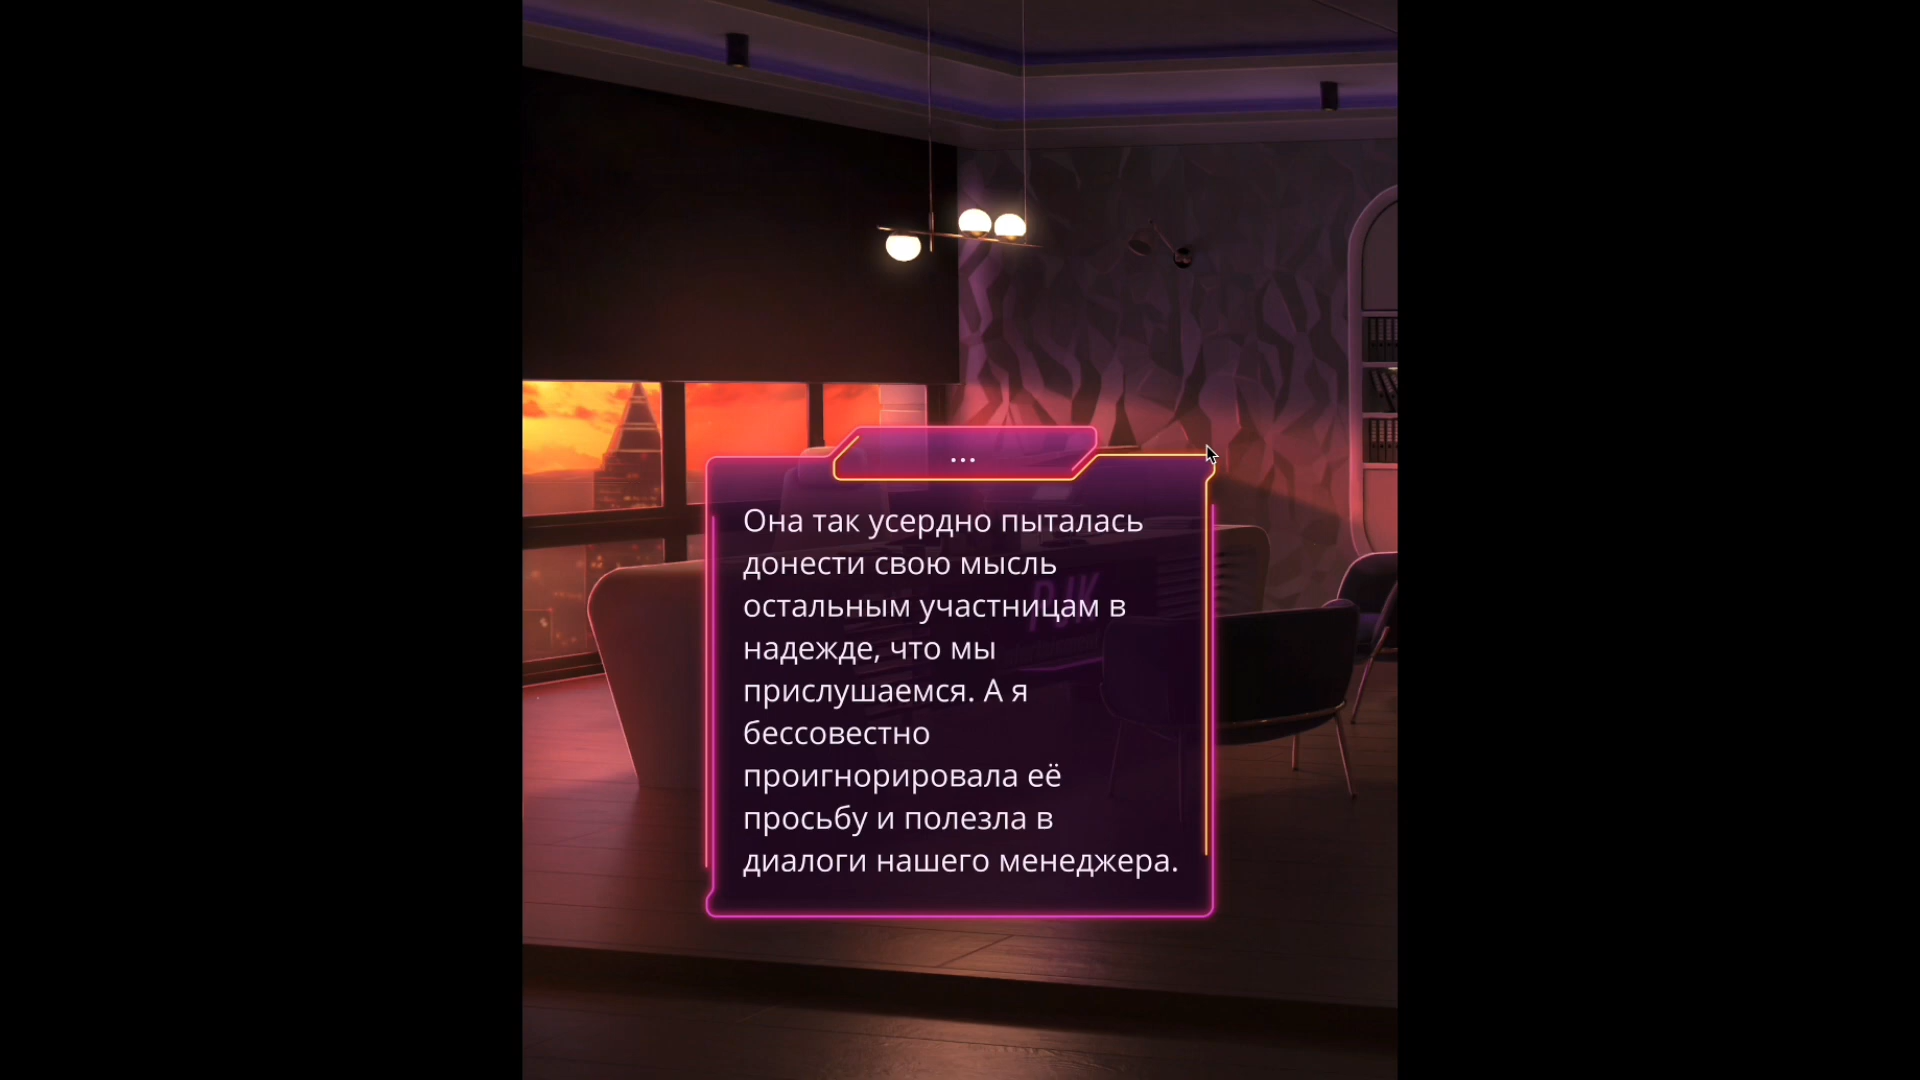 ...
Она так усердно пыталась
донести свою мысль
остальным участницам в
надежде, что мы
прислушаемся. А я
бессовестно
проигнорировала её
просьбу и полезла в
диалоги нашего менеджера.
PJK